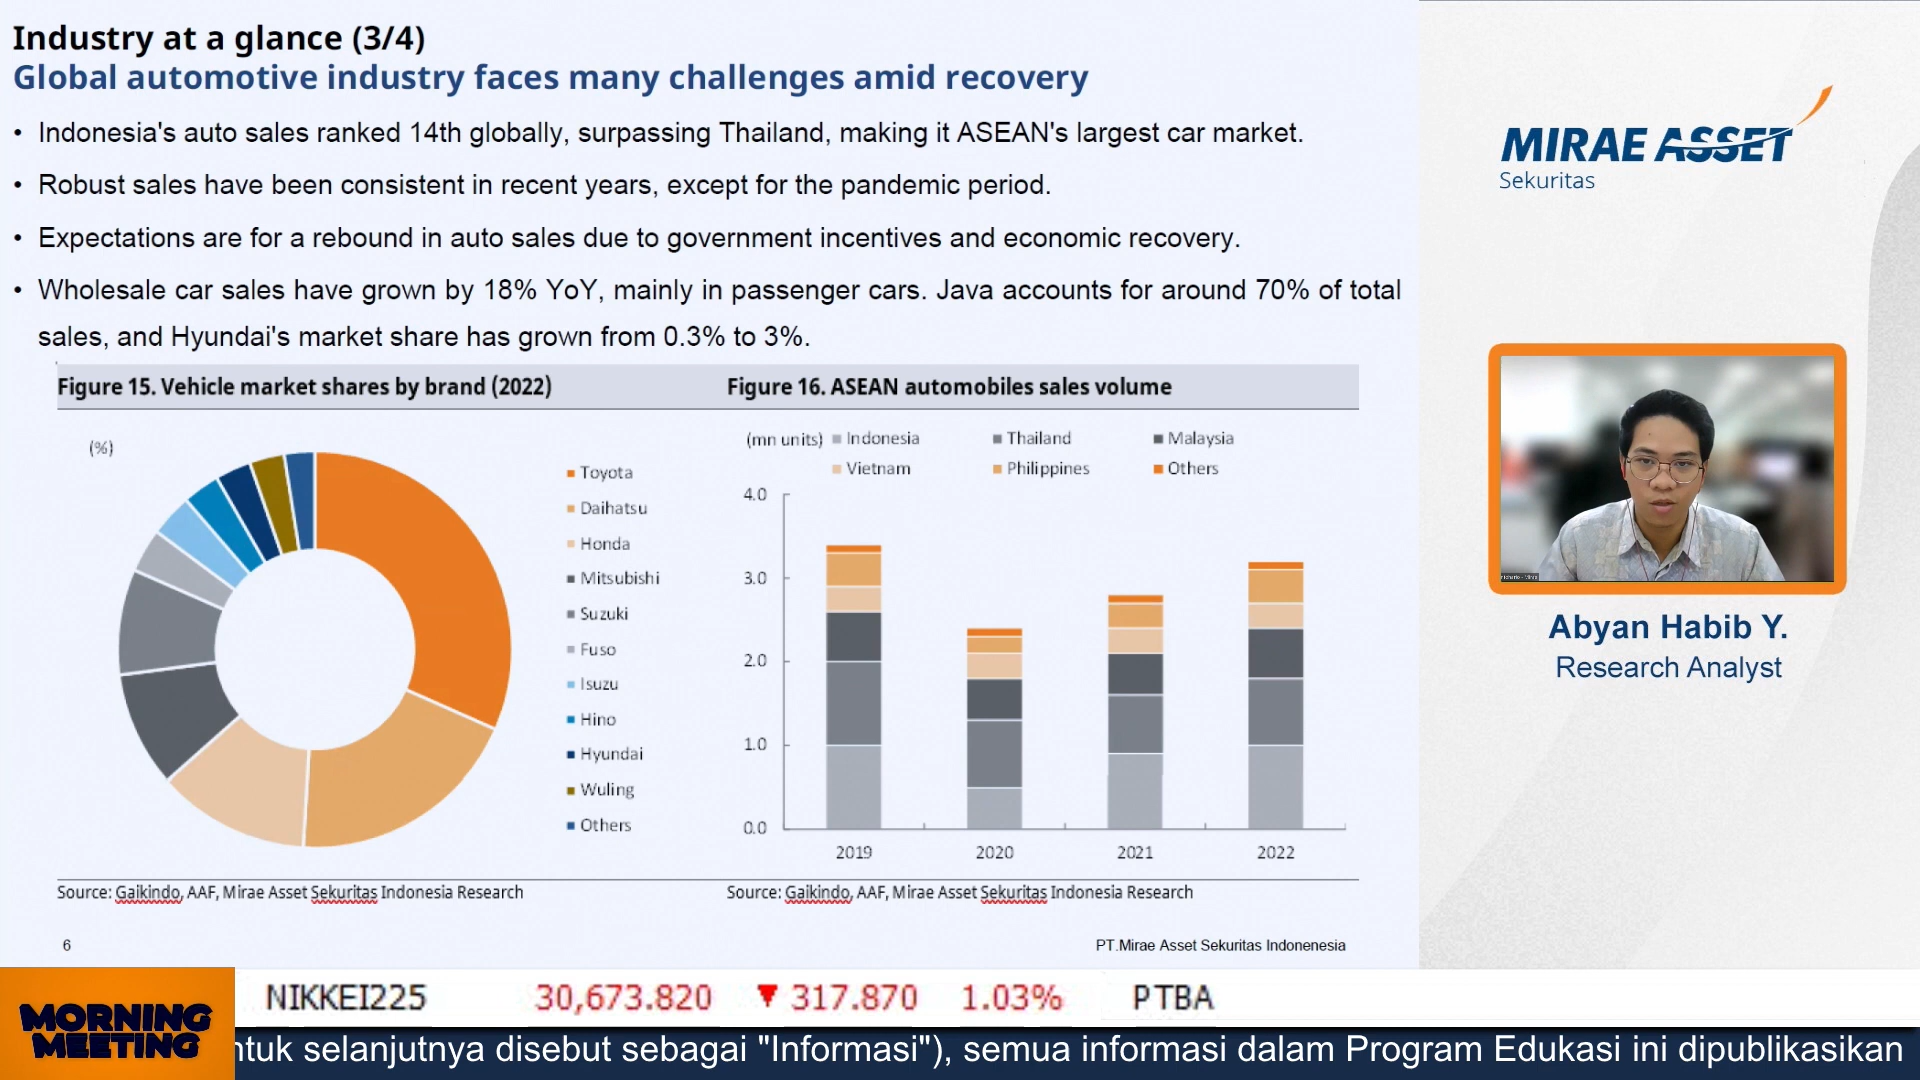 Industry at a glance (3/4)
Global automotive industry faces many challenges amid recovery
• Indonesia's auto sales ranked 14th globally, surpassing Thailand, making it ASEAN's largest car market.
• Robust sales have been consistent in recent years, except for the pandemic period.
• Expectations are for a rebound in auto sales due to government incentives and economic recovery.
• Wholesale car sales have grown by 18% YoY, mainly in passenger cars. Java accounts for around 70% of total
sales, and Hyundai's market share has grown from 0.3% to 3%.
Figure 15. Vehicle market shares by brand (2022)
(%)
Toyota
Daihatsu
Honda
Mitsubishi
Suzuki
Fuso
Isuzu
Hino
Hyundai
Wuling
Others
Source: Gaikindo, AAF, Mirae Asset Sekuritas Indonesia Research
Figure 16. ASEAN automobiles sales volume
(mn units) Indonesia Thailand Malaysia
Vietnam Philippines Others
4.0
3.0
2.0
1.0
0.0
2019 2020 2021 2022
Source: Gaikindo, AAF, Mirae Asset Sekuritas Indonesia Research
6
PT.Mirae Asset Sekuritas Indonenesia
MIRAE ASSET
Sekuritas
Abyan Habib Y.
Research Analyst
NIKKEI225 30,673.820 ▼ 317.870 1.03% PTBA
MORNING
MEETING
ntuk selanjutnya disebut sebagai "Informasi"), semua informasi dalam Program Edukasi ini dipublikasikan